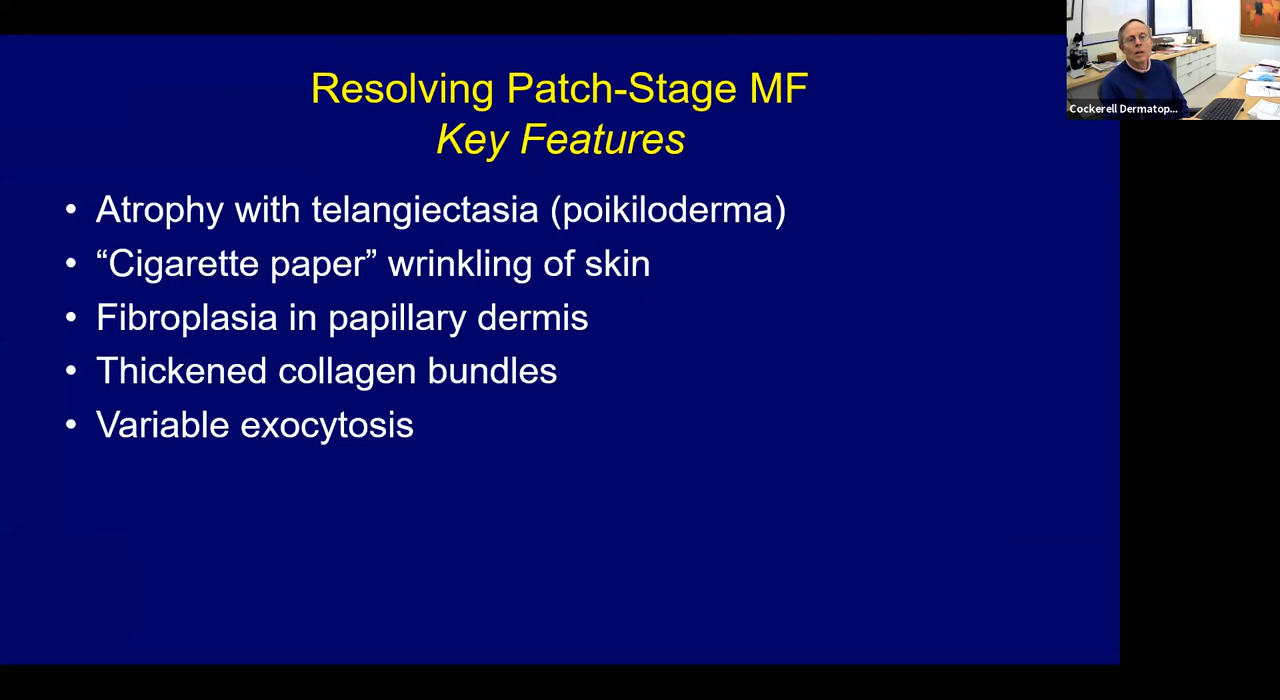 Resolving Patch-Stage MF
Key Features
• Atrophy with telangiectasia (poikiloderma)
• “Cigarette paper” wrinkling of skin
• Fibroplasia in papillary dermis
• Thickened collagen bundles
• Variable exocytosis
Cockerell Dermatop...